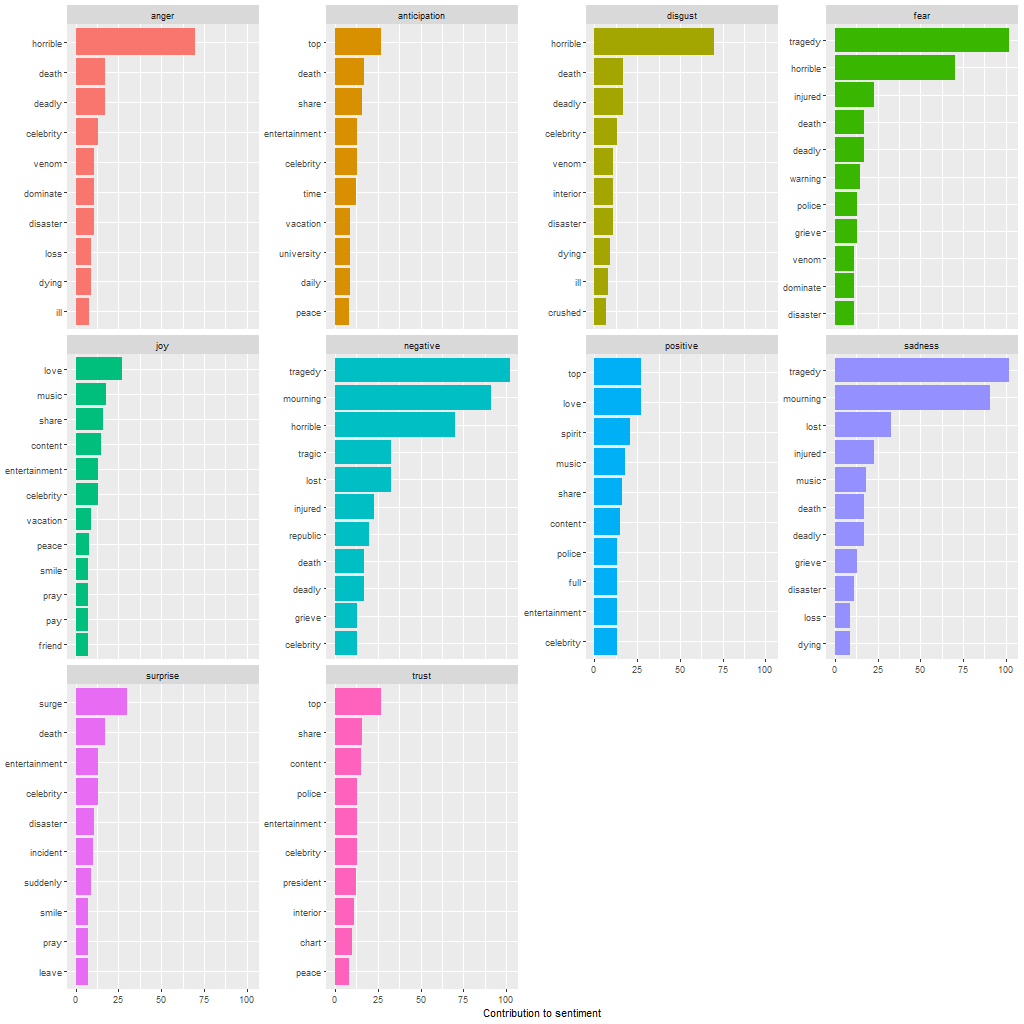 anger
horrible
death
deadly
celebrity
venom
dominate
disaster
loss
dying
ill
anticipation
top
death
share
entertainment
celebrity
time
vacation
university
daily
peace
disgust
horrible
death
deadly
celebrity
venom
interior
disaster
dying
ill
crushed
fear
tragedy
horrible
injured
death
deadly
warning
police
grieve
venom
dominate
disaster
joy
love
music
share
content
entertainment
celebrity
vacation
peace
smile
pray
pay
friend
negative
tragedy
mourning
horrible
tragic
lost
injured
republic
death
deadly
grieve
celebrity
positive
top
love
spirit
music
share
content
police
full
entertainment
celebrity
0 25 50 75 100
sadness
tragedy
mourning
lost
injured
music
death
deadly
grieve
disaster
loss
dying
0 25 50 75 100
surprise
surge
death
entertainment
celebrity
disaster
incident
suddenly
smile
pray
leave
0 25 50 75 100
trust
top
share
content
police
entertainment
celebrity
president
interior
chart
peace
0 25 50 75 100
Contribution to sentiment